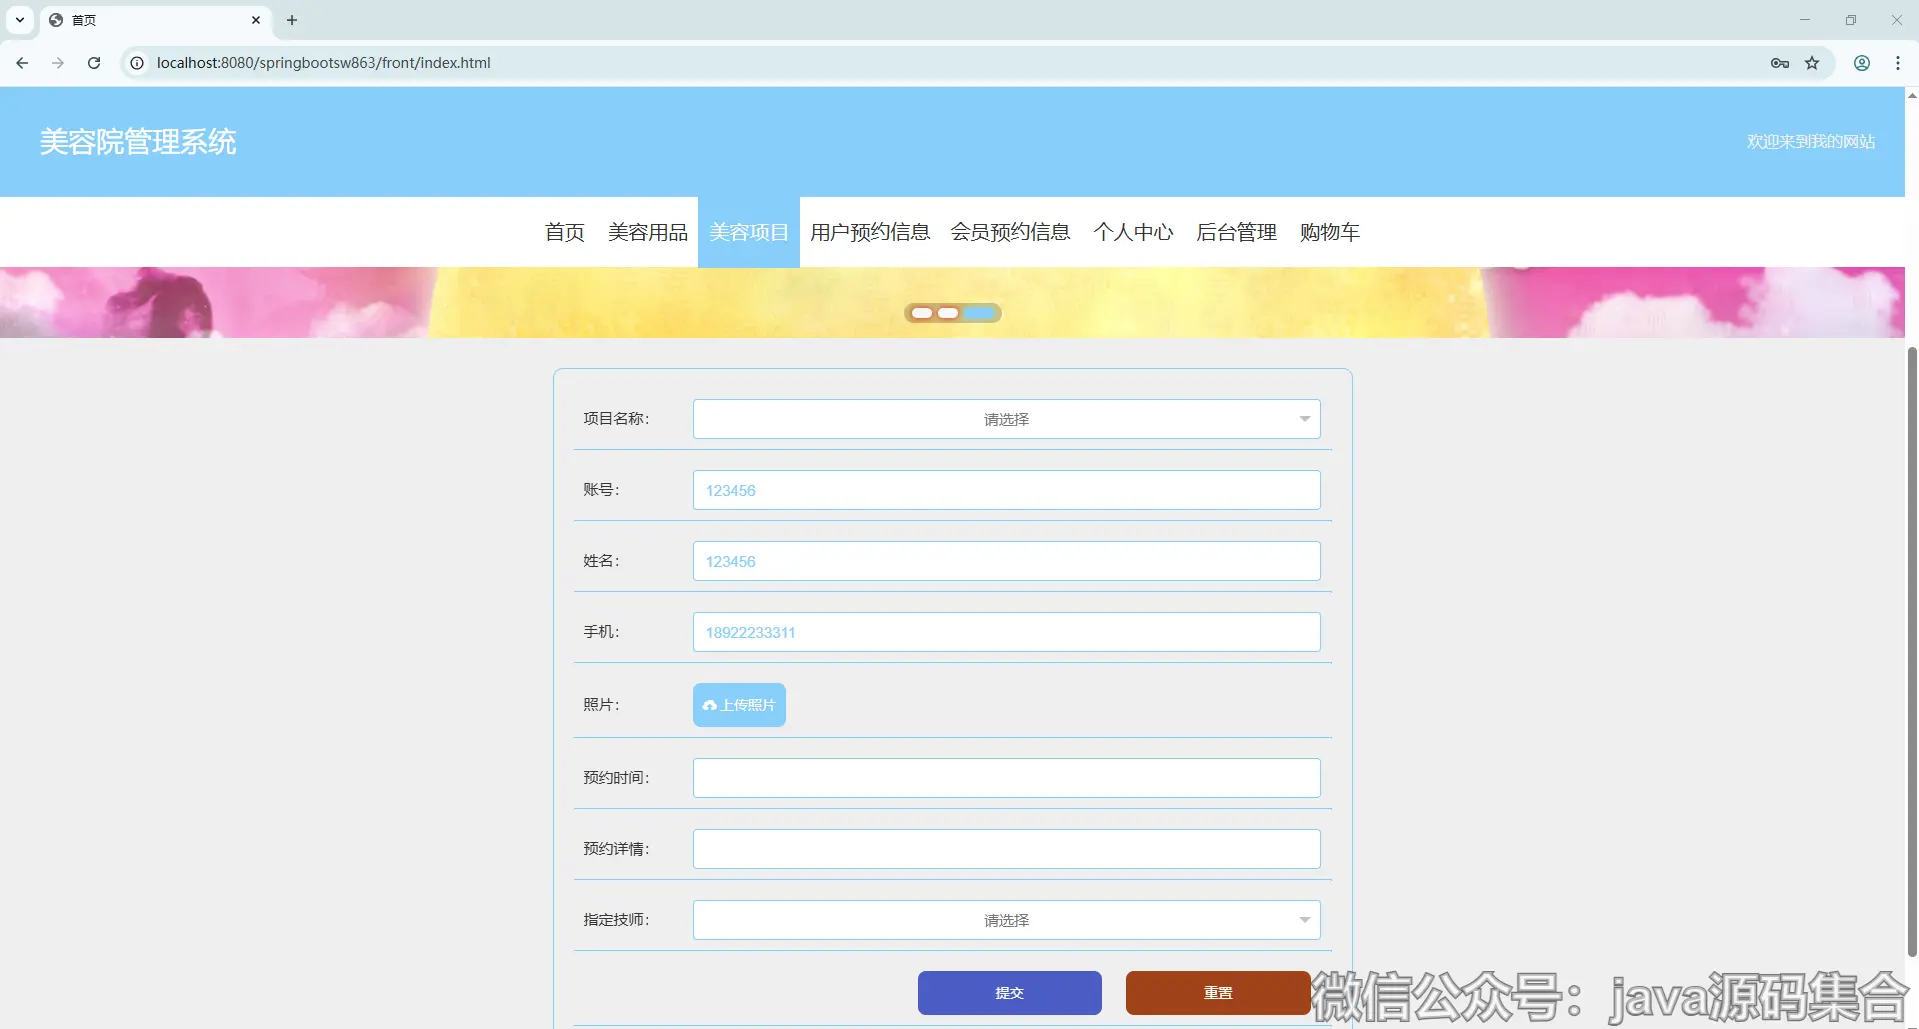 首页
localhost:8080/springbootsw863/front/index.html
美容院管理系统
欢迎来到我的网站
首页 美容用品 美容项目 用户预约信息 会员预约信息 个人中心 后台管理 购物车
项目名称: 请选择
账号: 123456
姓名: 123456
手机: 18922233311
照片: 上传照片
预约时间:
预约详情:
指定技师: 请选择
提交 重置
微信公众号：java源码集合